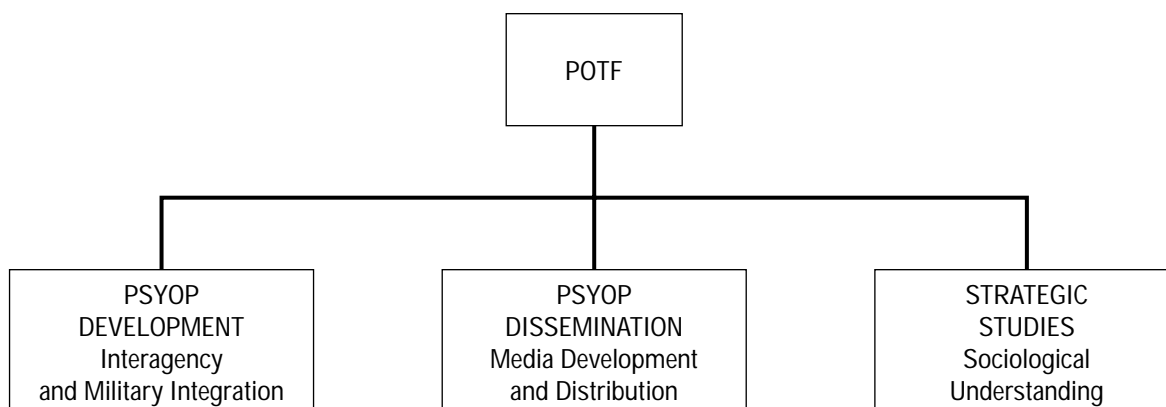 POTF
PSYOP
DEVELOPMENT
Interagency
and Military Integration
PSYOP
DISSEMINATION
Media Development
and Distribution
STRATEGIC
STUDIES
Sociological
Understanding